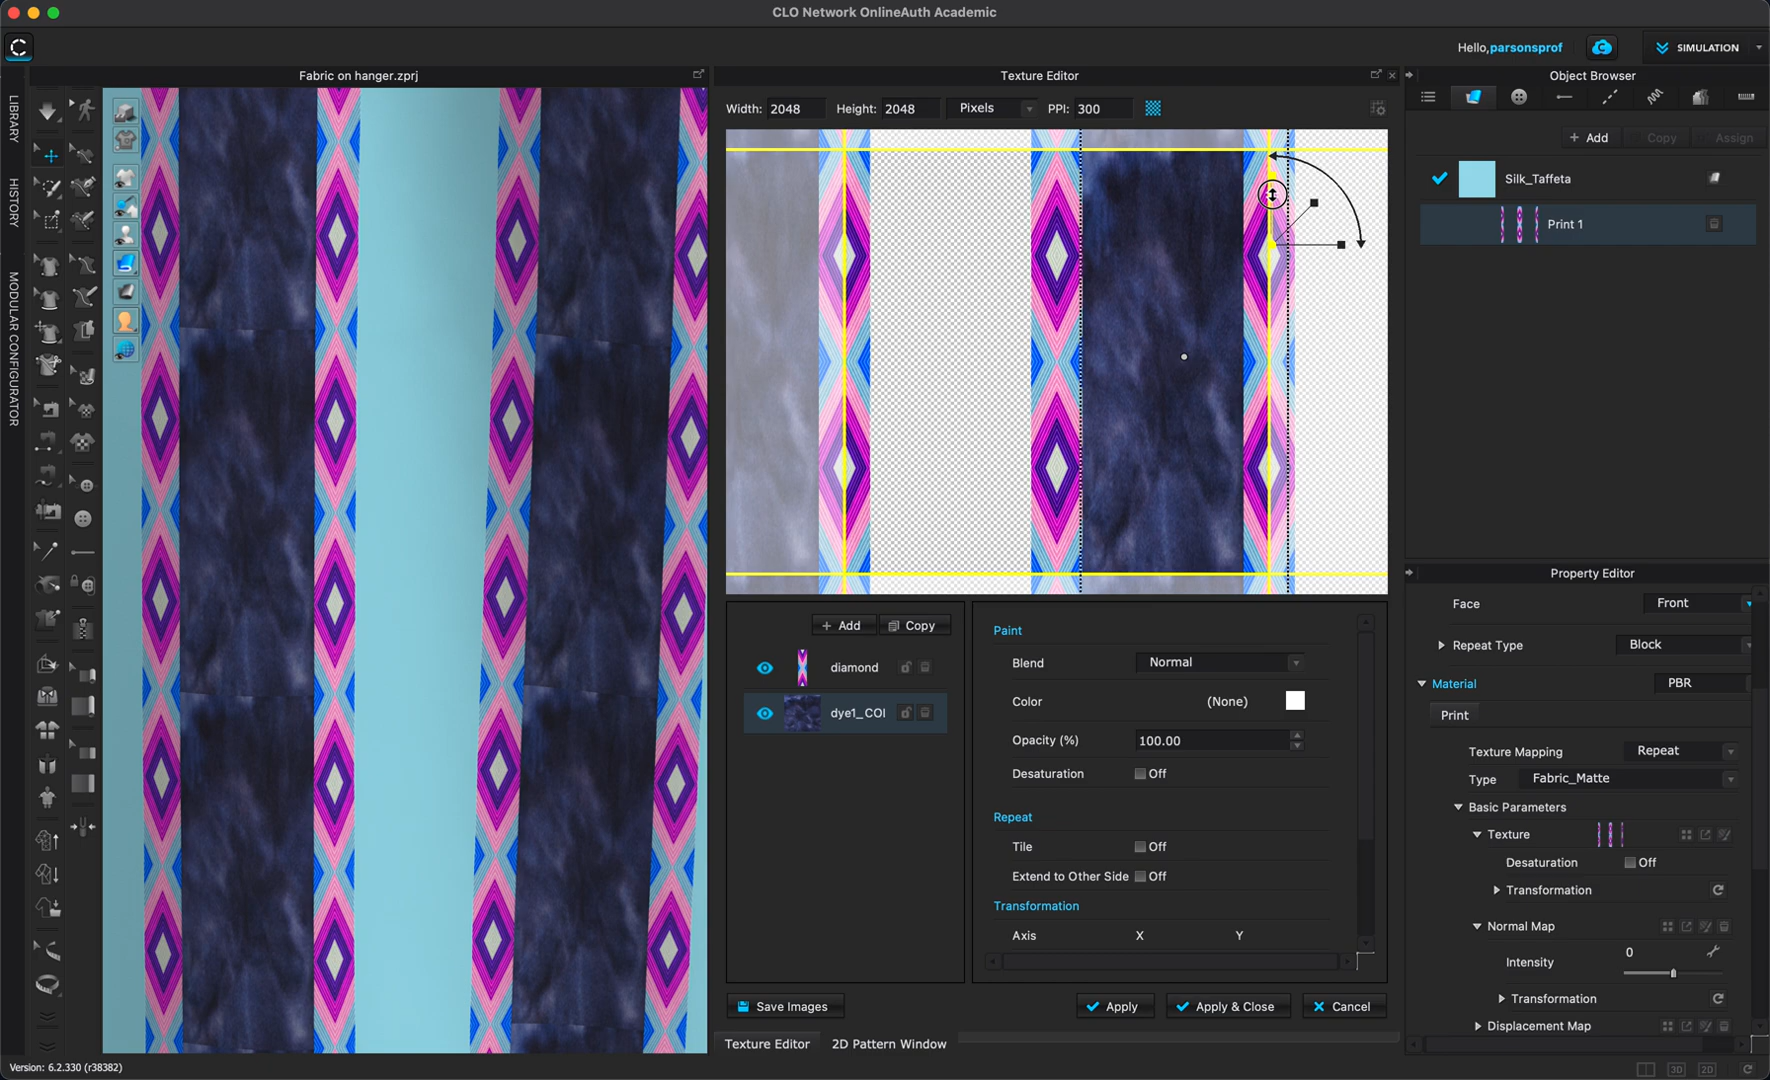 CLO Network OnlineAuth Academic
Hello, parsonsprof
SIMULATION
LIBRARY
HISTORY
MODULAR CONFIGURATOR
Fabric on hanger.zprj
Texture Editor
Width: 2048 Height: 2048 Pixels PPI: 300
+ Add Copy
diamond
dye1_COl
Paint
Blend Normal
Color (None)
Opacity (%) 100.00
Desaturation Off
Repeat
Tile Off
Extend to Other Side Off
Transformation
Axis X Y
Save Images
Apply Apply & Close Cancel
Texture Editor 2D Pattern Window
Object Browser
+ Add Copy Assign
Silk_Taffeta
Print 1
Property Editor
Face Front
Repeat Type Block
Material PBR
Print
Texture Mapping Repeat
Type Fabric_Matte
Basic Parameters
Texture
Desaturation Off
Transformation
Normal Map
0
Intensity
Transformation
Displacement Map
Version: 6.2.330 (r38382)
3D 2D